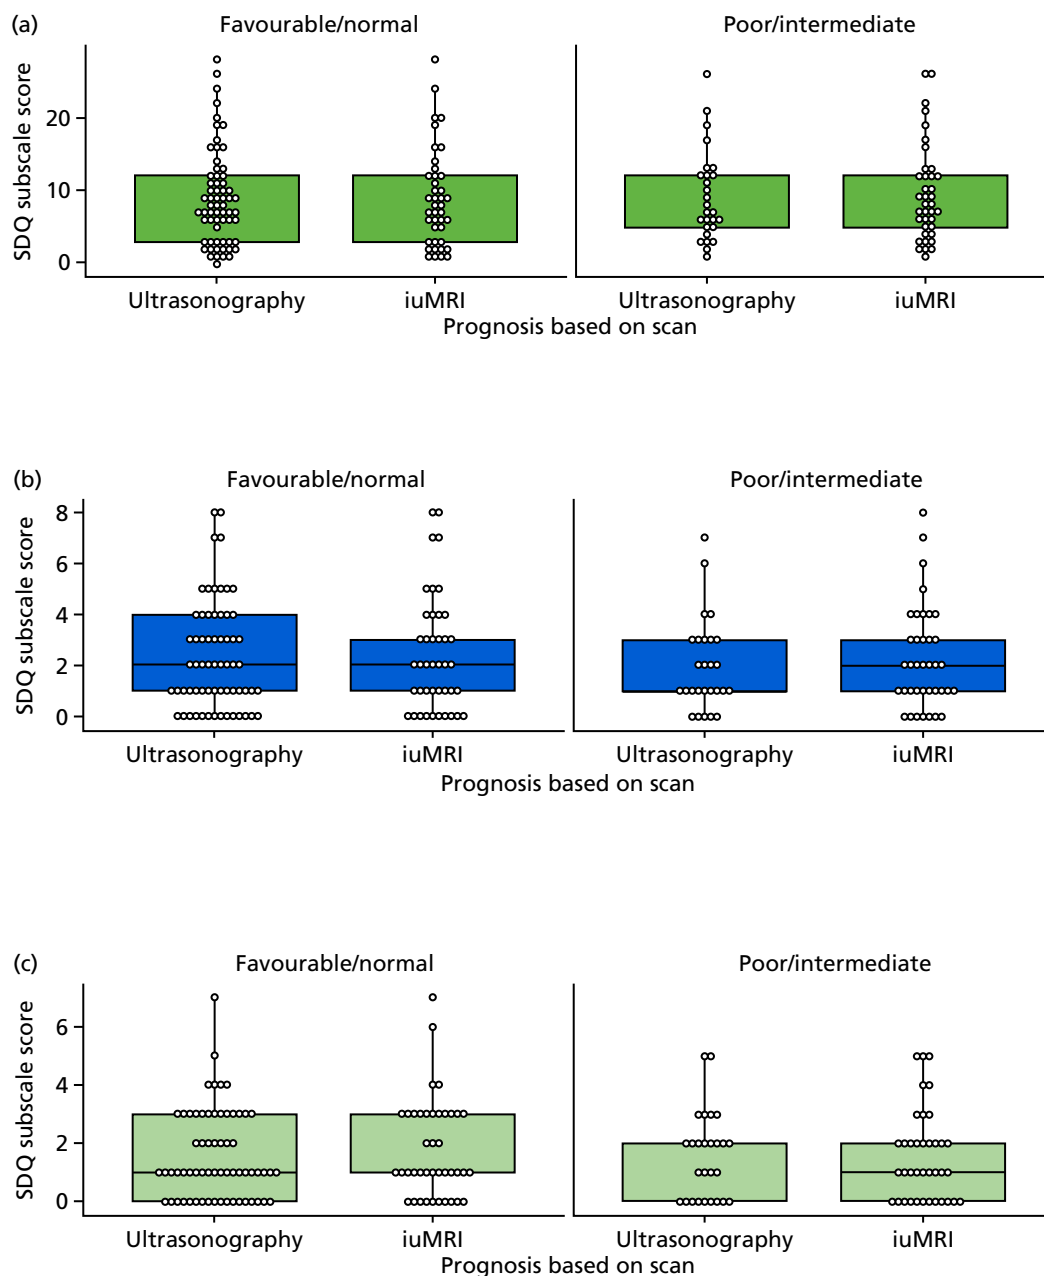 (a)
Favourable/normal
Poor/intermediate
SDQ subscale score
20
10
0
Ultrasonography
iuMRI
Ultrasonography
iuMRI
Prognosis based on scan
(b)
Favourable/normal
Poor/intermediate
SDQ subscale score
8
6
4
2
0
Ultrasonography
iuMRI
Ultrasonography
iuMRI
Prognosis based on scan
(c)
Favourable/normal
Poor/intermediate
SDQ subscale score
6
4
2
0
Ultrasonography
iuMRI
Ultrasonography
iuMRI
Prognosis based on scan